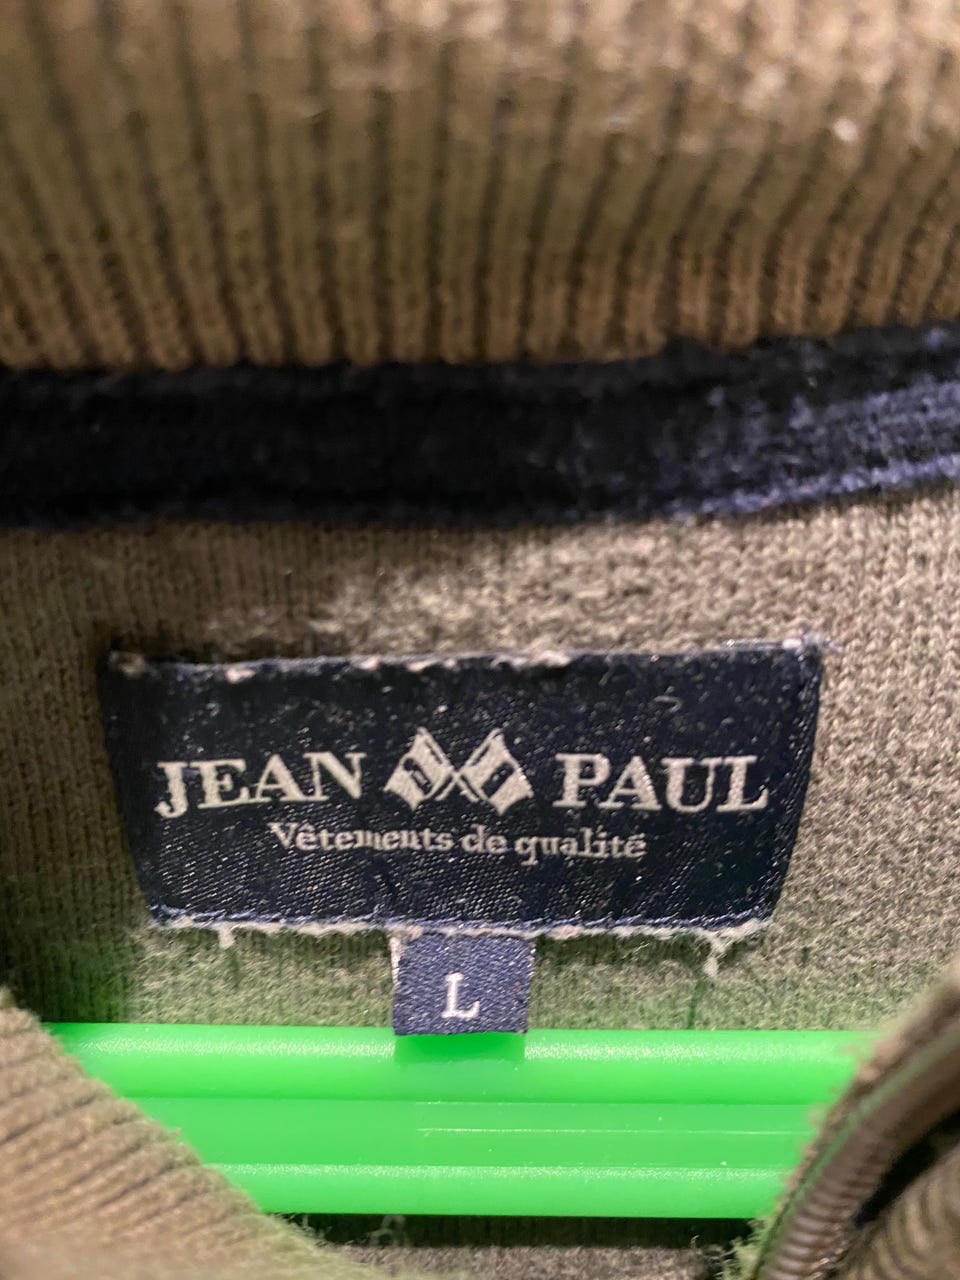 JEAN PAUL
Vêtements de qualité
L